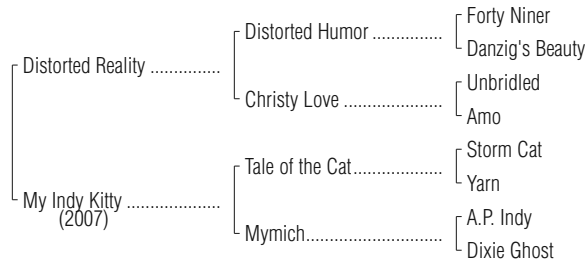 Forty Niner
Distorted Humor ...............
Danzig's Beauty
Distorted Reality ...............
Unbridled
Christy Love .....................
Amo
Storm Cat
Tale of the Cat...................
Yarn
My Indy Kitty ....................
(2007)
A.P. Indy
Mymich.............................
Dixie Ghost